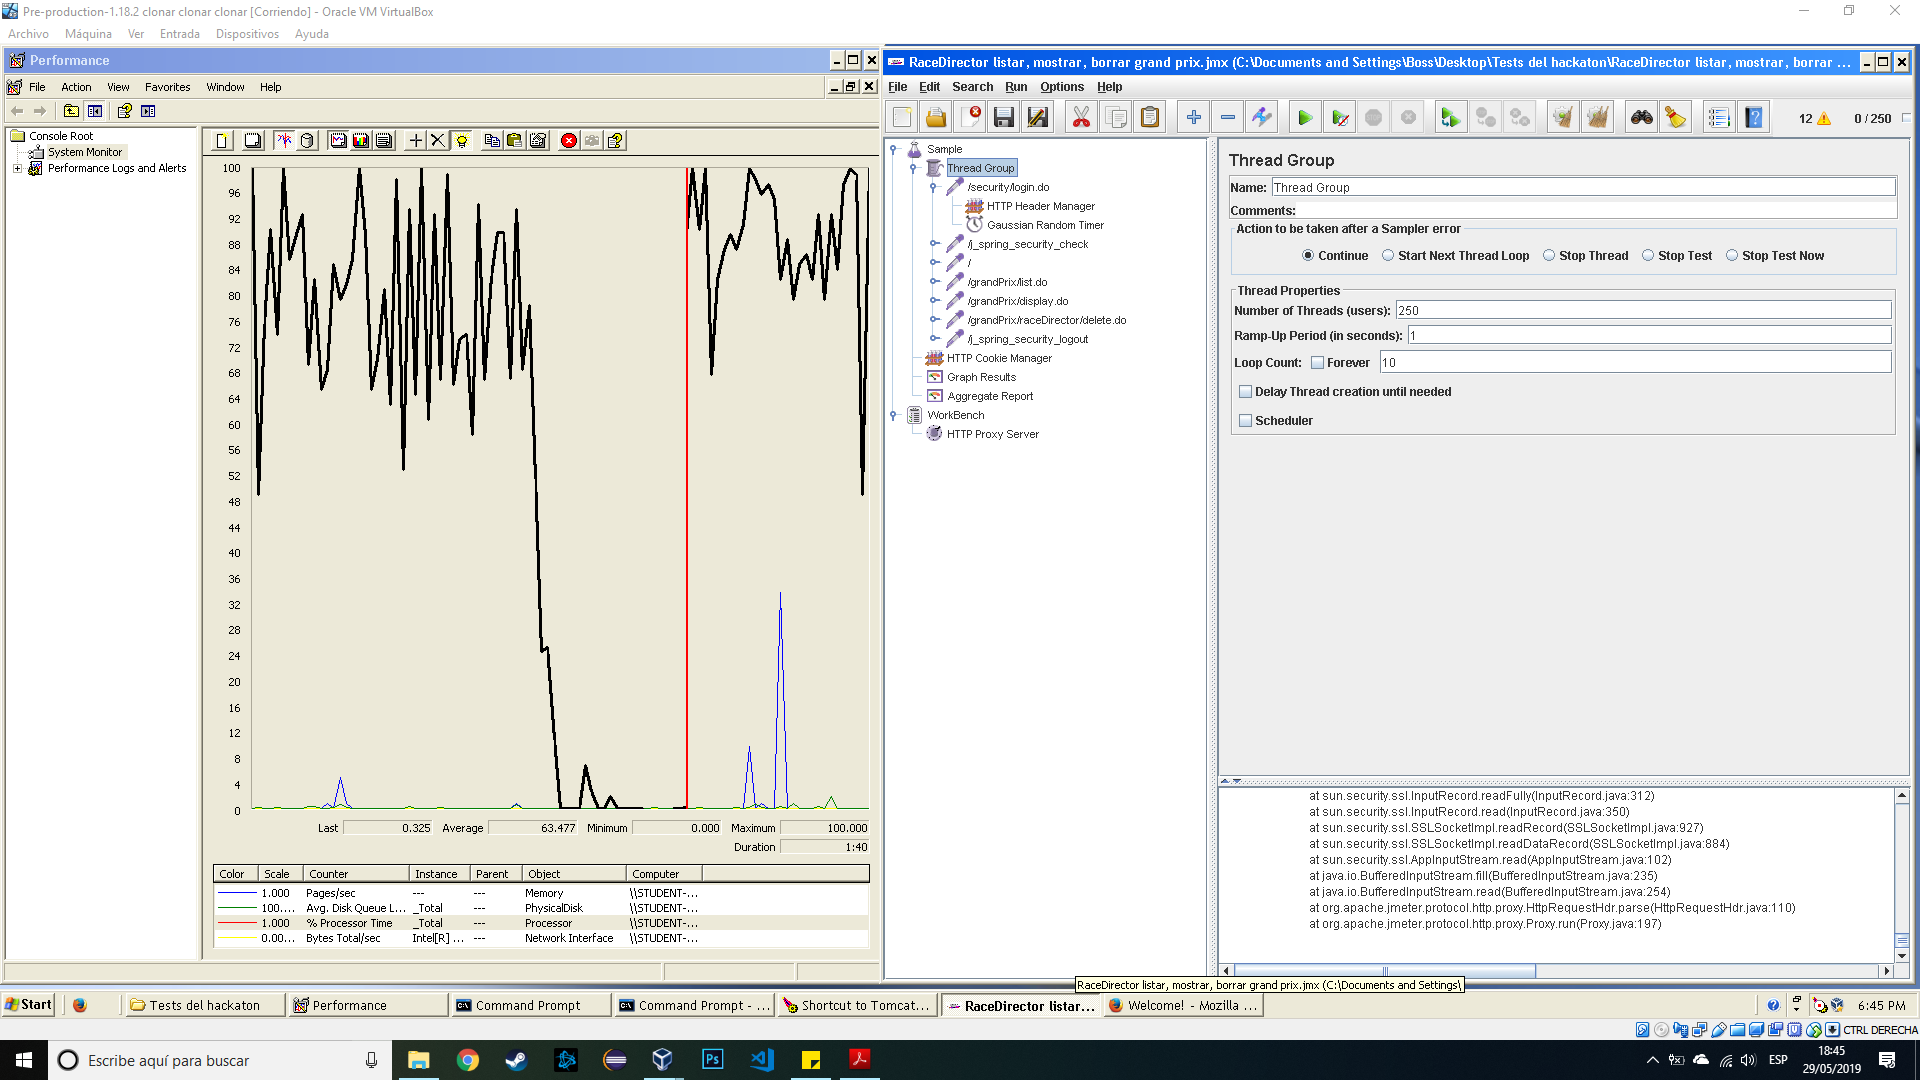 Pre-production-1.18.2 clonar clonar clonar [Corriendo] - Oracle VM VirtualBox
Archivo Máquina Ver Entrada Dispositivos Ayuda
Performance
File Action View Favorites Window Help
Console Root
System Monitor
Performance Logs and Alerts
100
96
92
88
84
80
76
72
68
64
60
56
52
48
44
40
36
32
28
24
20
16
12
8
4
0
Last 0.325 Average 63.477 Minimum 0.000 Maximum 100.000
Duration 1:40
Color Scale Counter Instance Parent Object Computer
1.000 Pages/sec --- --- Memory \\STUDENT-...
100.... Avg. Disk Queue L... _Total --- PhysicalDisk \\STUDENT-...
1.000 % Processor Time _Total --- Processor \\STUDENT-...
0.00... Bytes Total/sec Intel[R] ... --- Network Interface \\STUDENT-...
RaceDirector listar, mostrar, borrar grand prix.jmx (C:\Documents and Settings\Boss\Desktop\Tests del hackaton\RaceDirector listar, mostrar, borrar ...
File Edit Search Run Options Help
12 0 / 250
Sample
Thread Group
/security/login.do
HTTP Header Manager
Gaussian Random Timer
/j_spring_security_check
/
/grandPrix/list.do
/grandPrix/display.do
/grandPrix/raceDirector/delete.do
/j_spring_security_logout
HTTP Cookie Manager
Graph Results
Aggregate Report
WorkBench
HTTP Proxy Server
Thread Group
Name: Thread Group
Comments:
Action to be taken after a Sampler error
Continue Start Next Thread Loop Stop Thread Stop Test Stop Test Now
Thread Properties
Number of Threads (users): 250
Ramp-Up Period (in seconds): 1
Loop Count: Forever 10
Delay Thread creation until needed
Scheduler
at sun.security.ssl.InputRecord.readFully(InputRecord.java:312)
at sun.security.ssl.InputRecord.read(InputRecord.java:350)
at sun.security.ssl.SSLSocketImpl.readRecord(SSLSocketImpl.java:927)
at sun.security.ssl.SSLSocketImpl.readDataRecord(SSLSocketImpl.java:884)
at sun.security.ssl.AppInputStream.read(AppInputStream.java:102)
at java.io.BufferedInputStream.fill(BufferedInputStream.java:235)
at java.io.BufferedInputStream.read(BufferedInputStream.java:254)
at org.apache.jmeter.protocol.http.proxy.HttpRequestHdr.parse(HttpRequestHdr.java:110)
at org.apache.jmeter.protocol.http.proxy.Proxy.run(Proxy.java:197)
RaceDirector listar, mostrar, borrar grand prix.jmx (C:\Documents and Settings\
Start Tests del hackaton Performance Command Prompt Command Prompt - ... Shortcut to Tomcat... RaceDirector listar... Welcome! - Mozilla ... 6:45 PM
CTRL DERECHA
Escribe aquí para buscar
Ps
ESP
18:45
29/05/2019